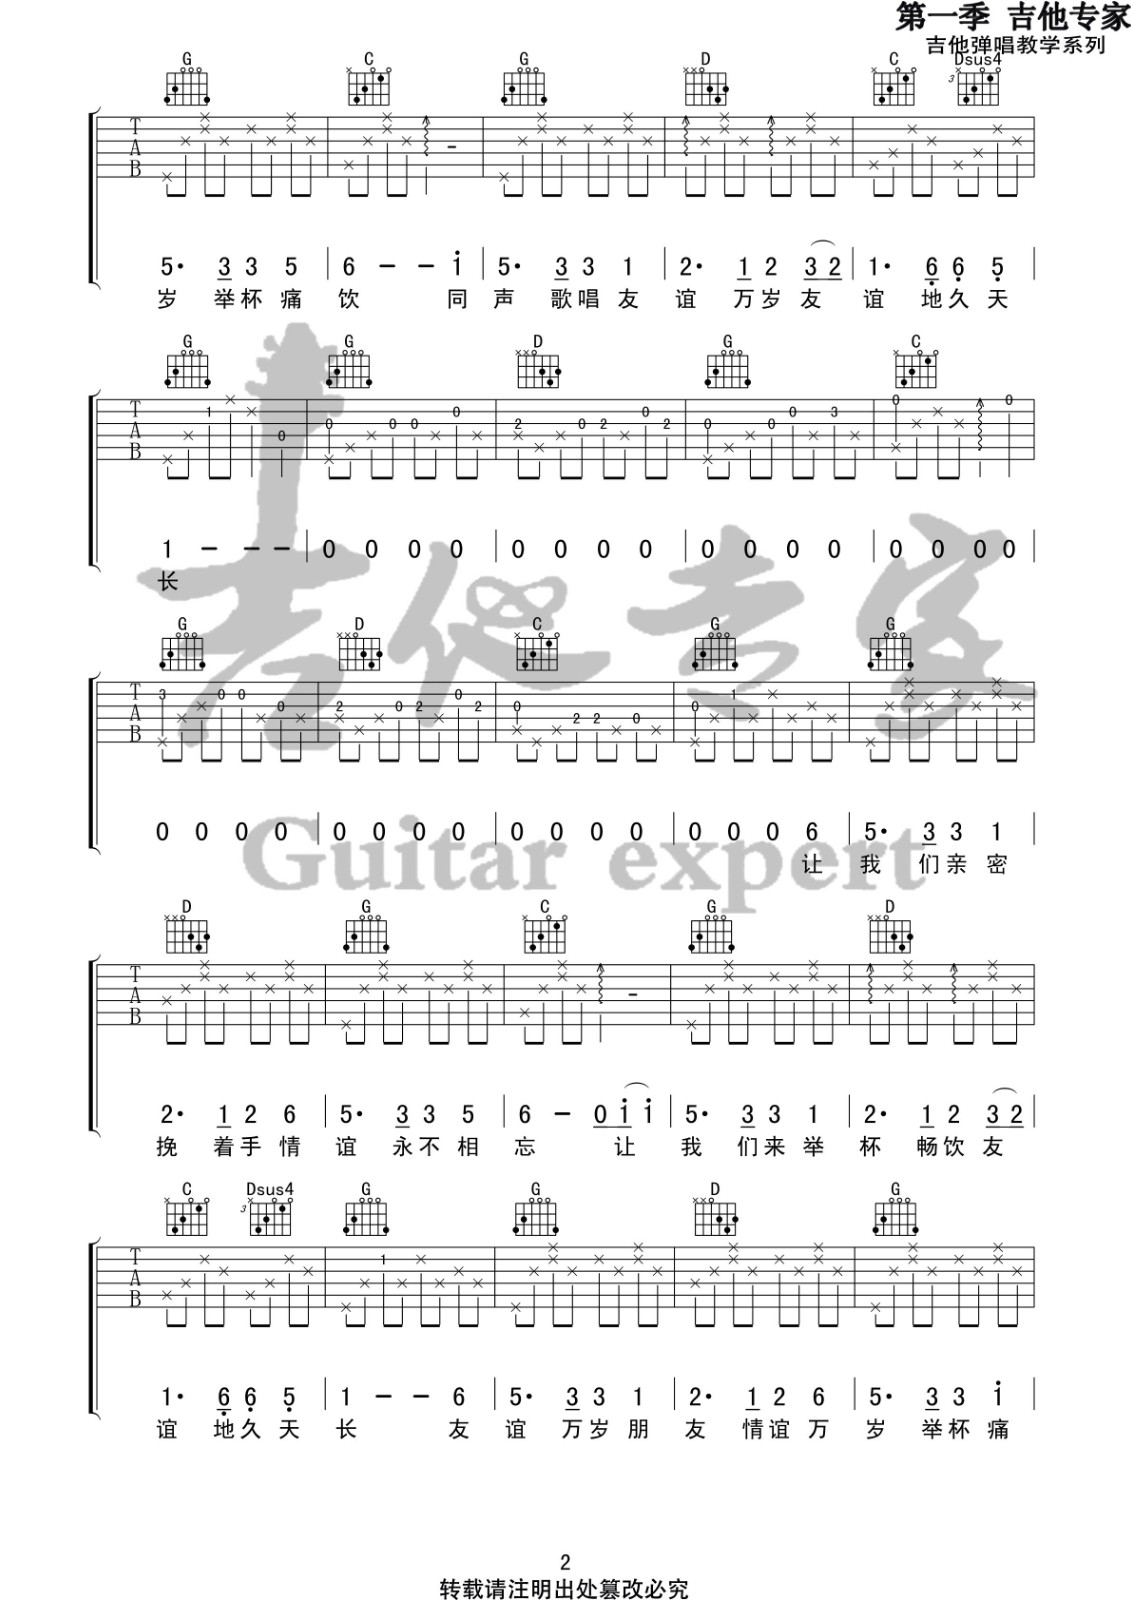 第一季 吉他专家
吉他弹唱教学系列
G C G D C Dsus4
5· 3 3 5 | 6 － － 1 | 5· 3 3 1 | 2· 1 2 3 2 | 1· 6 6 5 |
岁 举 杯 痛 饮 同 声 歌 唱 友 谊 万 岁 友 谊 地 久 天
G G D G C
1 － － － | 0 0 0 0 | 0 0 0 0 | 0 0 0 0 | 0 0 0 0 |
长
吉他专家
G D C G G
0 0 0 0 | 0 0 0 0 | 0 0 0 0 | 0 0 0 6 | 5· 3 3 1 |
让 我 们 亲 密
Guitar expert
D G C G D
2· 1 2 6 | 5· 3 3 5 | 6 － 0 1 1 | 5· 3 3 1 | 2· 1 2 3 2 |
挽 着 手 情 谊 永 不 相 忘 让 我 们 来 举 杯 畅 饮 友
C Dsus4 G G D G
1· 6 6 5 | 1 － － 6 | 5· 3 3 1 | 2· 1 2 6 | 5· 3 3 1 |
谊 地 久 天 长 友 谊 万 岁 朋 友 情 谊 万 岁 举 杯 痛
2
转载请注明出处篡改必究